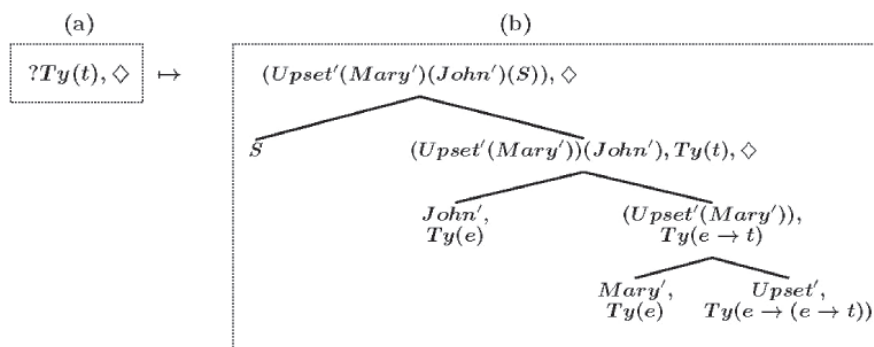 (a) (b)
?Ty(t), ◇ ↦ (Upset′(Mary′)(John′)(S)), ◇
S (Upset′(Mary′))(John′), Ty(t), ◇
John′, (Upset′(Mary′)),
Ty(e) Ty(e → t)
Mary′, Upset′,
Ty(e) Ty(e → (e → t))